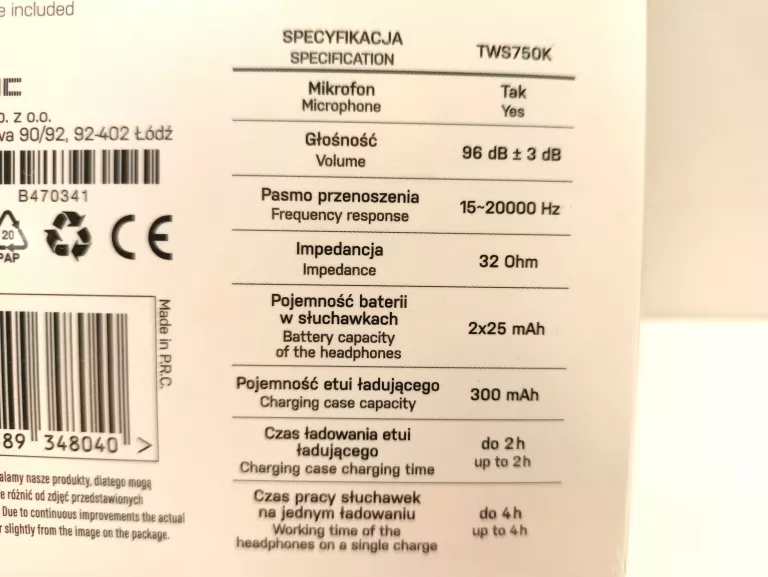 included
SPECYFIKACJA
SPECIFICATION
TWS750K
Mikrofon
Microphone
Tak
Yes
Głośność
Volume
96 dB ± 3 dB
Pasmo przenoszenia
Frequency response
15~20000 Hz
Impedancja
Impedance
32 Ohm
Pojemność baterii
w słuchawkach
Battery capacity
of the headphones
2x25 mAh
Pojemność etui ładującego
Charging case capacity
300 mAh
Czas ładowania etui
ładującego
Charging case charging time
do 2h
up to 2h
Czas pracy słuchawek
na jednym ładowaniu
Working time of the
headphones on a single charge
do 4h
up to 4h
z o.o.
90/92, 92-402 Łódź
B470341
20
PAP
CE
Made in P.R.C.
89 348040 >
nasze produkty, dlatego mogą
różnić od zdjęć przedstawionych
Due to continuous improvements the actual
slightly from the image on the package.